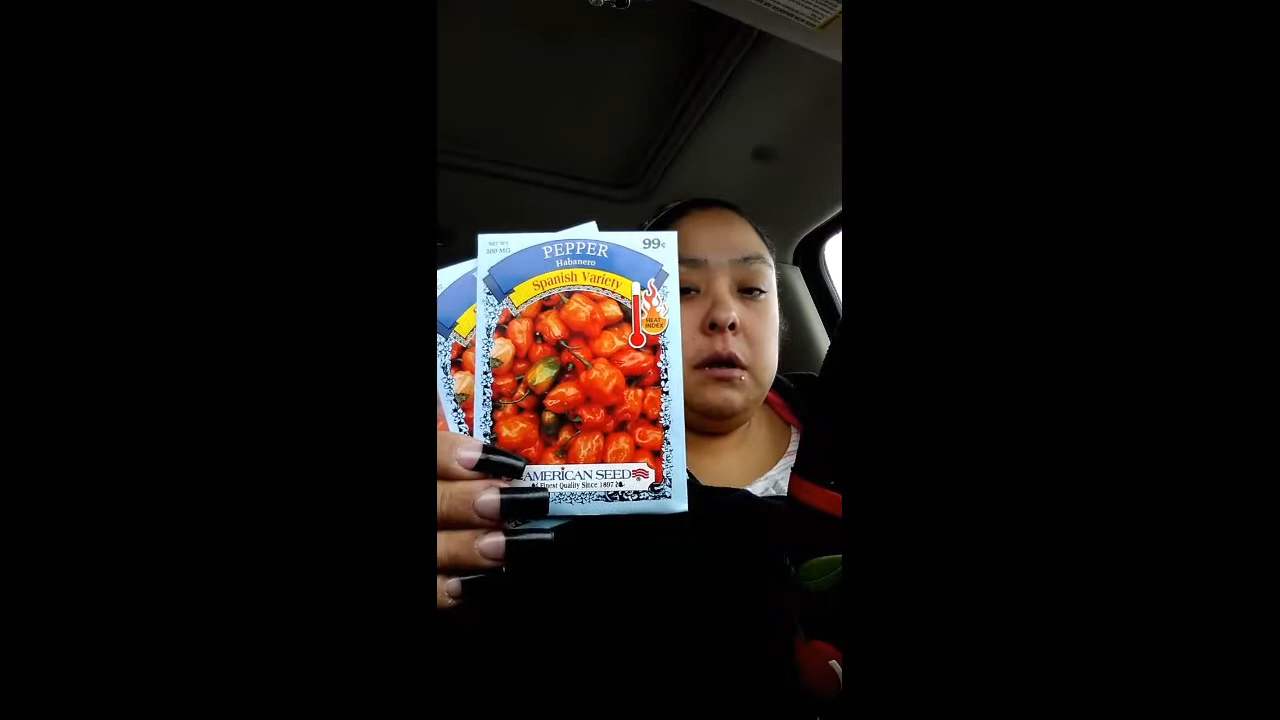 NET WT.
300 MG
PEPPER
99¢
Habanero
Spanish Variety
HEAT
INDEX
AMERICAN SEED
Finest Quality Since 1897